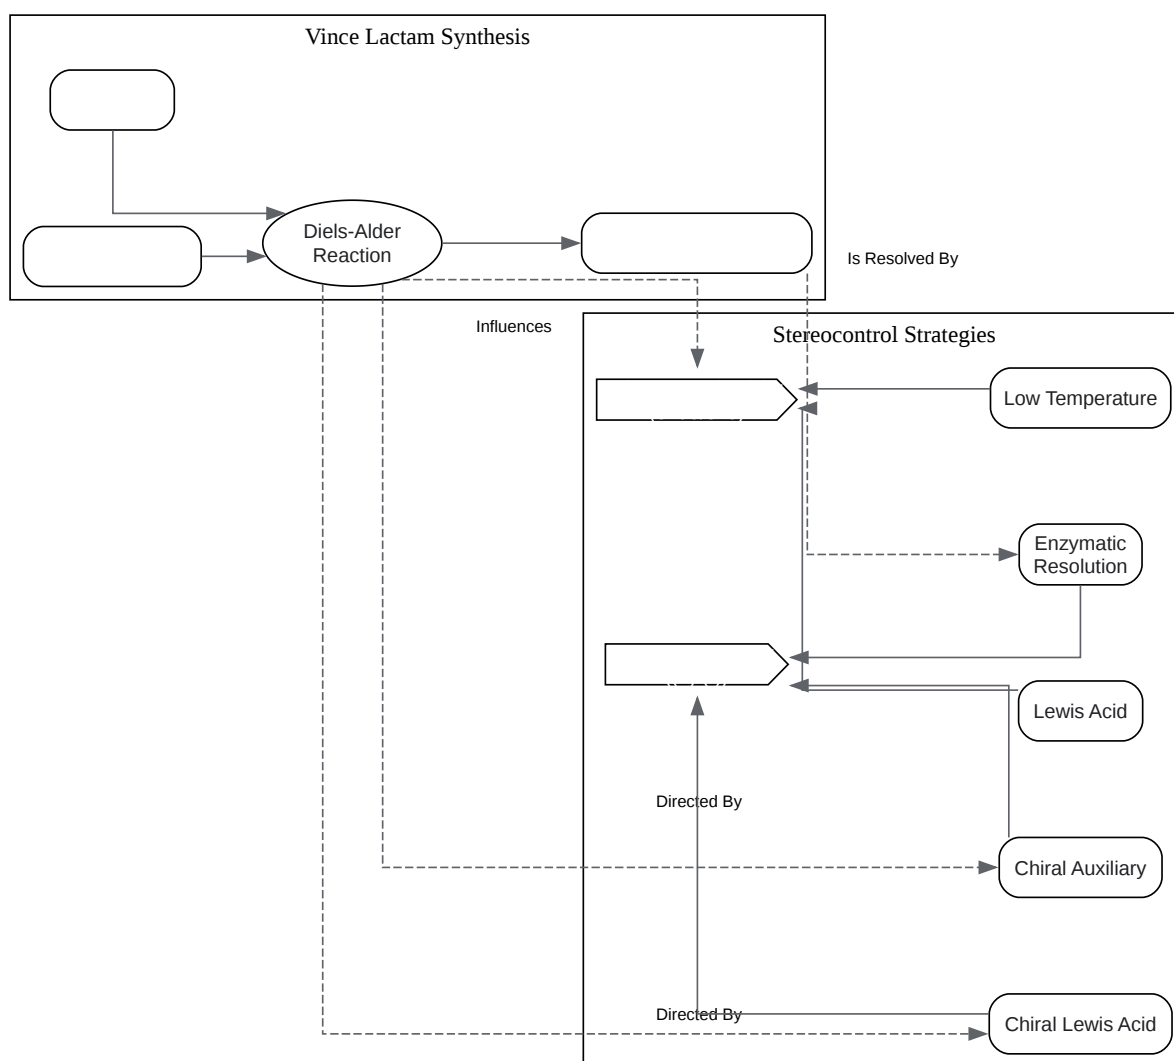 Vince Lactam Synthesis
Diels-Alder
Reaction
Is Resolved By
Influences
Stereocontrol Strategies
Low Temperature
Enzymatic
Resolution
Lewis Acid
Directed By
Chiral Auxiliary
Directed By
Chiral Lewis Acid